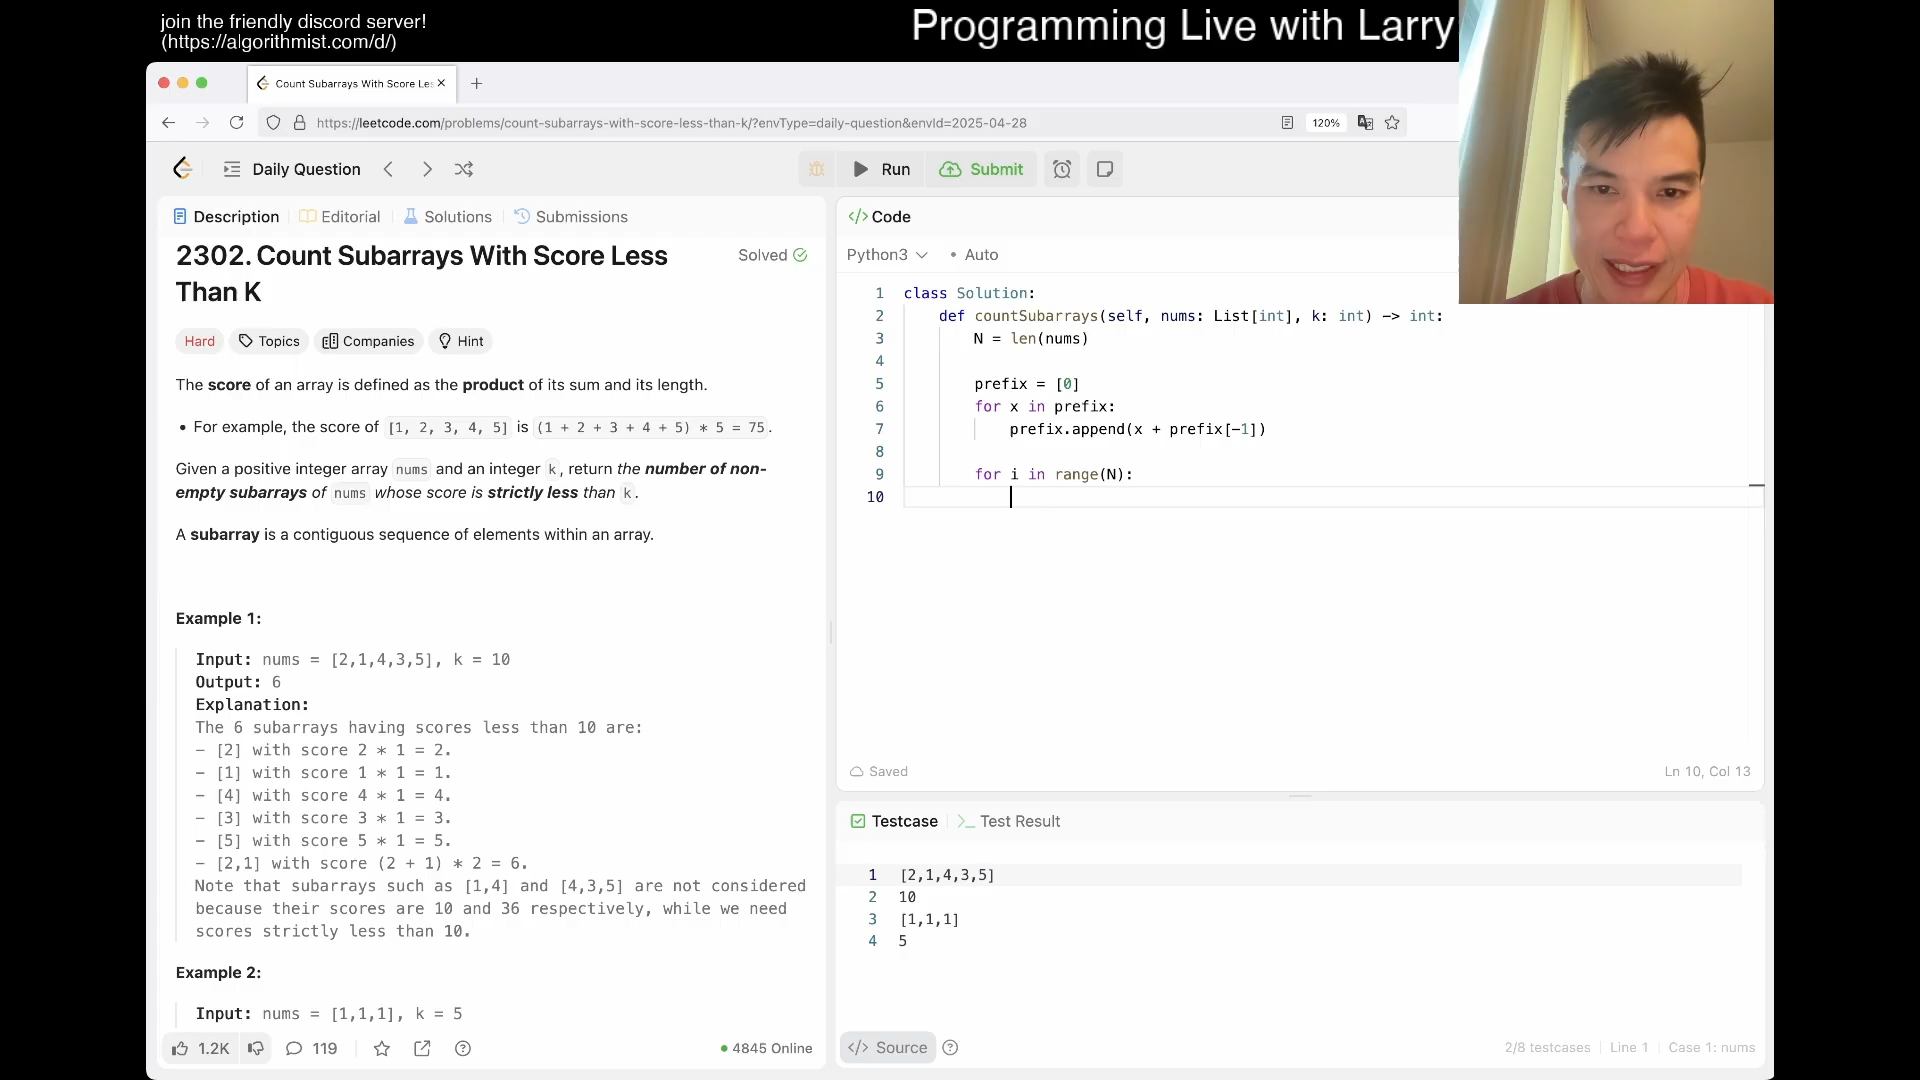 join the friendly discord server!
(https://algorithmist.com/d/)
Programming Live with Larry
Count Subarrays With Score Les
https://leetcode.com/problems/count-subarrays-with-score-less-than-k/?envType=daily-question&envId=2025-04-28
120%
Daily Question
Run
Submit
Description
Editorial
Solutions
Submissions
2302. Count Subarrays With Score Less
Than K
Solved
Hard
Topics
Companies
Hint
The score of an array is defined as the product of its sum and its length.
• For example, the score of [1, 2, 3, 4, 5] is (1 + 2 + 3 + 4 + 5) * 5 = 75.
Given a positive integer array nums and an integer k, return the number of non-
empty subarrays of nums whose score is strictly less than k.
A subarray is a contiguous sequence of elements within an array.
Example 1:
Input: nums = [2,1,4,3,5], k = 10
Output: 6
Explanation:
The 6 subarrays having scores less than 10 are:
- [2] with score 2 * 1 = 2.
- [1] with score 1 * 1 = 1.
- [4] with score 4 * 1 = 4.
- [3] with score 3 * 1 = 3.
- [5] with score 5 * 1 = 5.
- [2,1] with score (2 + 1) * 2 = 6.
Note that subarrays such as [1,4] and [4,3,5] are not considered
because their scores are 10 and 36 respectively, while we need
scores strictly less than 10.
Example 2:
Input: nums = [1,1,1], k = 5
1.2K
119
4845 Online
</> Code
Python3
• Auto
1 class Solution:
2 def countSubarrays(self, nums: List[int], k: int) -> int:
3 N = len(nums)
4
5 prefix = [0]
6 for x in prefix:
7 prefix.append(x + prefix[-1])
8
9 for i in range(N):
10
Saved
Ln 10, Col 13
Testcase
Test Result
1 [2,1,4,3,5]
2 10
3 [1,1,1]
4 5
</> Source
2/8 testcases
Line 1
Case 1: nums